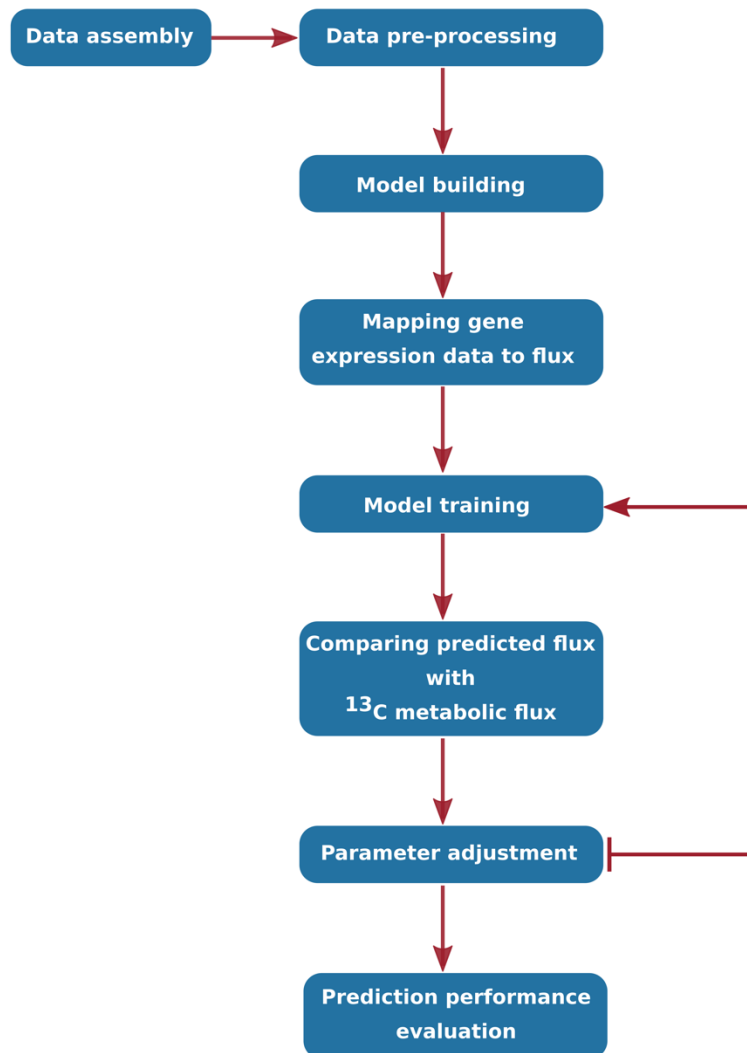 Data assembly
Data pre-processing
Model building
Mapping gene
expression data to flux
Model training
Comparing predicted flux
with
¹³C metabolic flux
Parameter adjustment
Prediction performance
evaluation